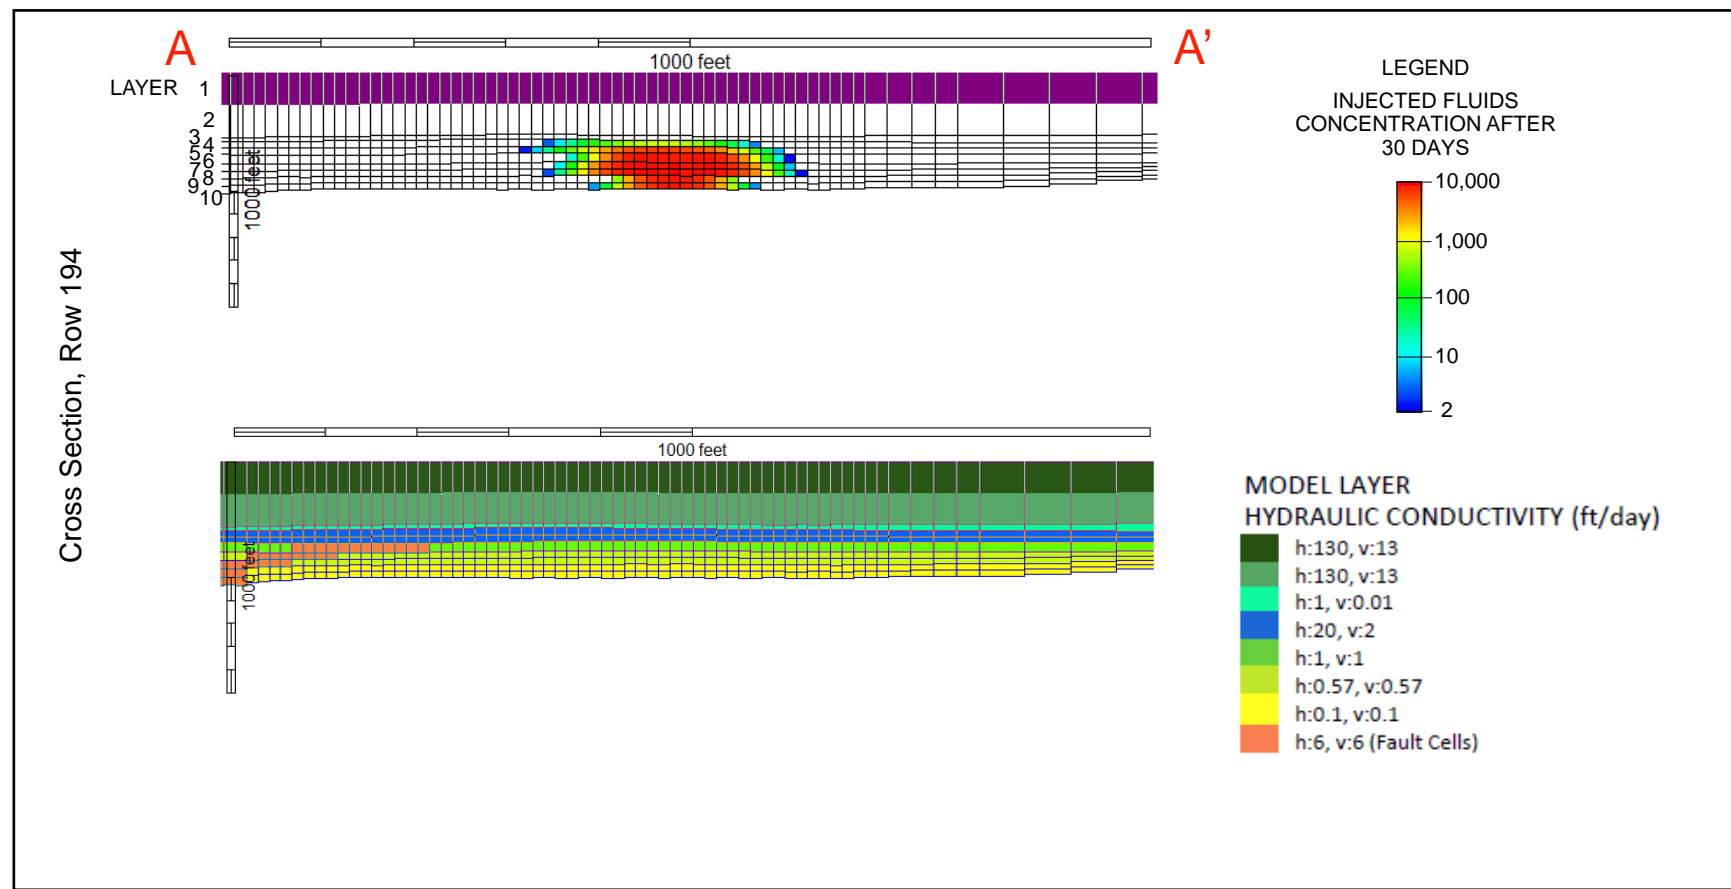 A
A'
1000 feet
LAYER 1
2
3
4
5
6
7
8
9
10
1000 feet
Cross Section, Row 194
LEGEND
INJECTED FLUIDS
CONCENTRATION AFTER
30 DAYS
10,000
1,000
100
10
2
1000 feet
1000 feet
MODEL LAYER
HYDRAULIC CONDUCTIVITY (ft/day)
h:130, v:13
h:130, v:13
h:1, v:0.01
h:20, v:2
h:1, v:1
h:0.57, v:0.57
h:0.1, v:0.1
h:6, v:6 (Fault Cells)